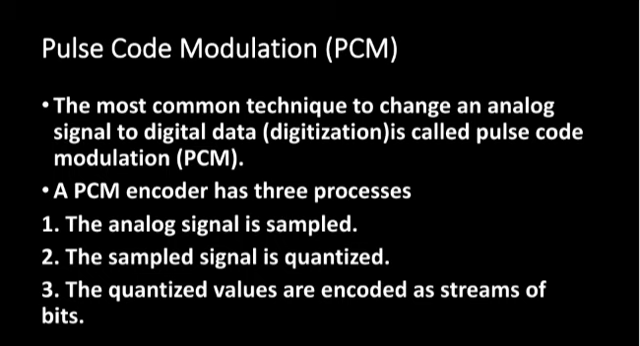 Pulse Code Modulation (PCM)
• The most common technique to change an analog
signal to digital data (digitization)is called pulse code
modulation (PCM).
• A PCM encoder has three processes
1. The analog signal is sampled.
2. The sampled signal is quantized.
3. The quantized values are encoded as streams of
bits.